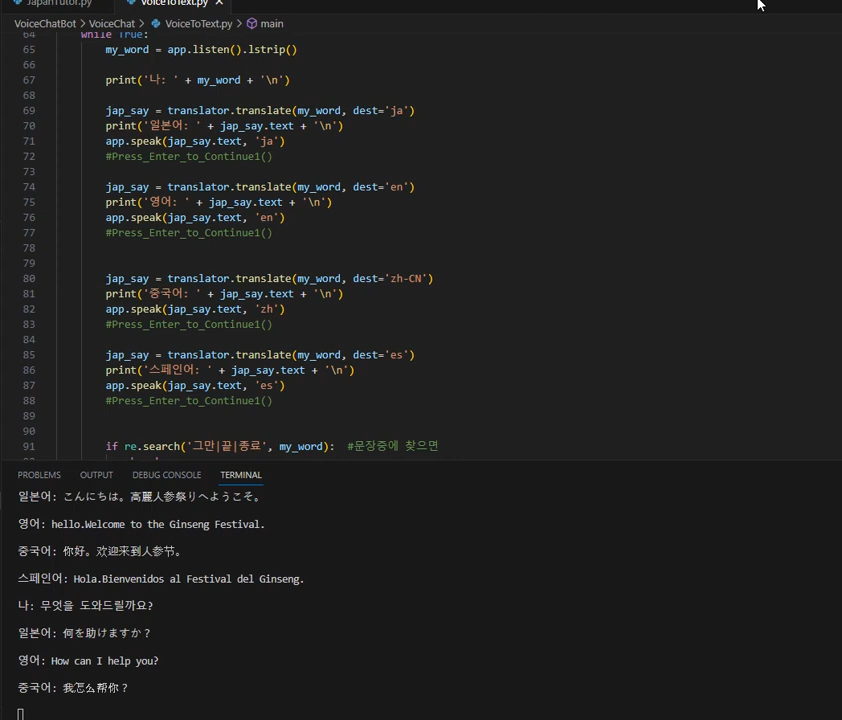 JapanTutor.py VoiceToText.py ×
VoiceChatBot > VoiceChat > VoiceToText.py > main
64 while True:
65 my_word = app.listen().lstrip()
66
67 print('나: ' + my_word + '\n')
68
69 jap_say = translator.translate(my_word, dest='ja')
70 print('일본어: ' + jap_say.text + '\n')
71 app.speak(jap_say.text, 'ja')
72 #Press_Enter_to_Continue1()
73
74 jap_say = translator.translate(my_word, dest='en')
75 print('영어: ' + jap_say.text + '\n')
76 app.speak(jap_say.text, 'en')
77 #Press_Enter_to_Continue1()
78
79
80 jap_say = translator.translate(my_word, dest='zh-CN')
81 print('중국어: ' + jap_say.text + '\n')
82 app.speak(jap_say.text, 'zh')
83 #Press_Enter_to_Continue1()
84
85 jap_say = translator.translate(my_word, dest='es')
86 print('스페인어: ' + jap_say.text + '\n')
87 app.speak(jap_say.text, 'es')
88 #Press_Enter_to_Continue1()
89
90
91 if re.search('그만|끝|종료', my_word): #문장중에 찾으면
PROBLEMS OUTPUT DEBUG CONSOLE TERMINAL
일본어: こんにちは。高麗人参祭りへようこそ。
영어: hello.Welcome to the Ginseng Festival.
중국어: 你好。欢迎来到人参节。
스페인어: Hola.Bienvenidos al Festival del Ginseng.
나: 무엇을 도와드릴까요?
일본어: 何を助けますか？
영어: How can I help you?
중국어: 我怎么帮你？